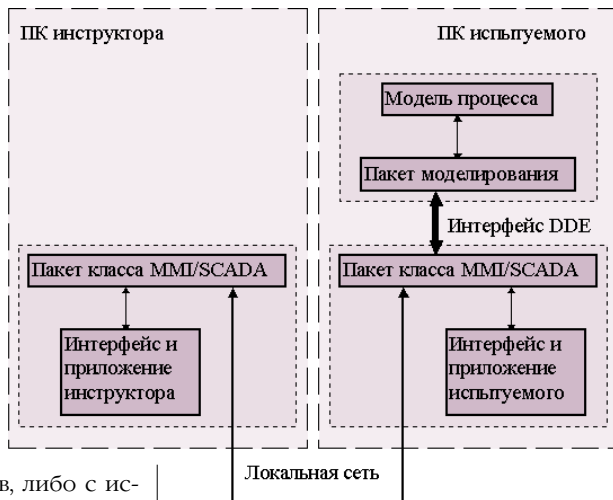 ПК инструктора
ПК испытуемого
Модель процесса
Пакет моделирования
Интерфейс DDE
Пакет класса MMI/SCADA
Пакет класса MMI/SCADA
Интерфейс и
приложение
инструктора
Интерфейс и
приложение
испытуемого
Локальная сеть
в, либо с ис-